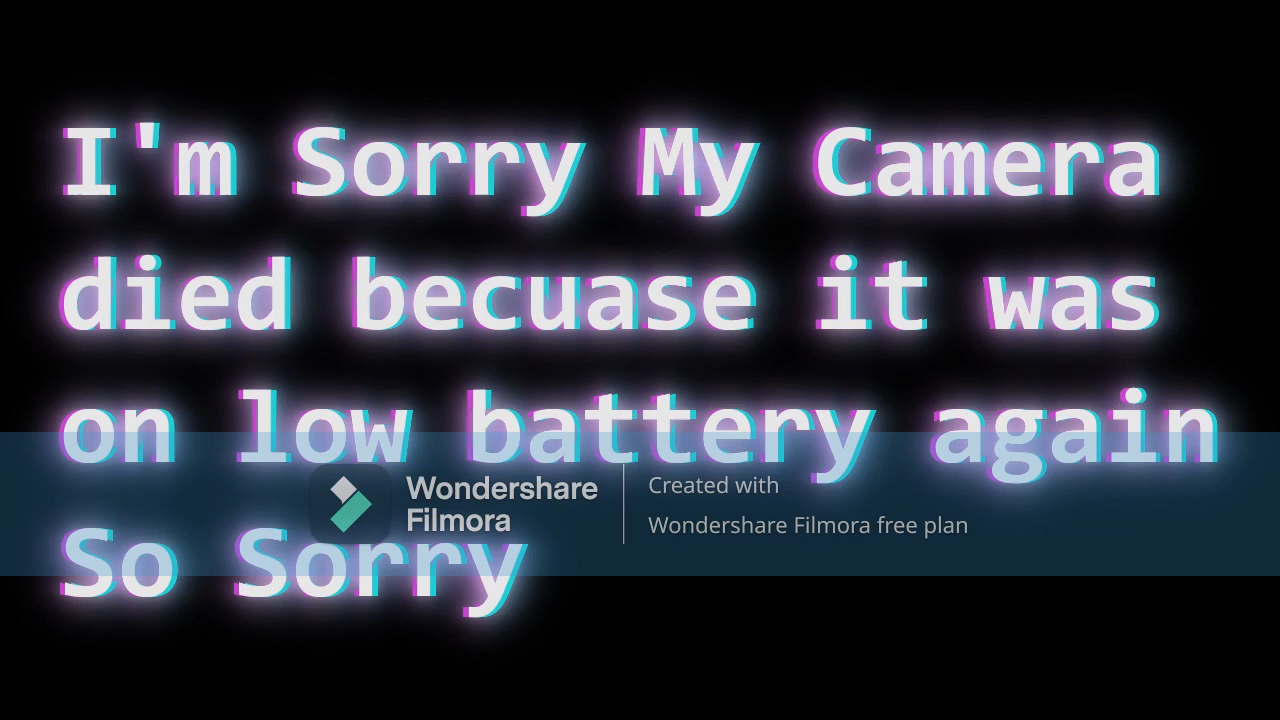 I'm Sorry My Camera
died becuase it was
on low battery again
So Sorry
Wondershare
Filmora
Created with
Wondershare Filmora free plan